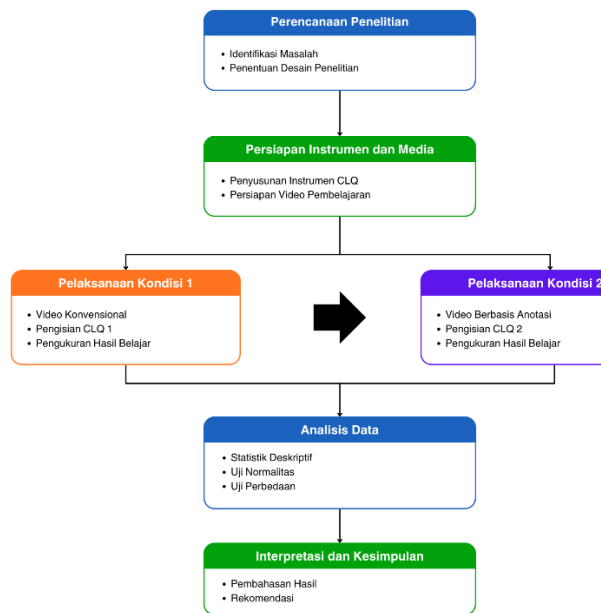 Perencanaan Penelitian
• Identifikasi Masalah
• Penentuan Desain Penelitian
Persiapan Instrumen dan Media
• Penyusunan Instrumen CLQ
• Persiapan Video Pembelajaran
Pelaksanaan Kondisi 1
• Video Konvensional
• Pengisian CLQ 1
• Pengukuran Hasil Belajar
Pelaksanaan Kondisi 2
• Video Berbasis Anotasi
• Pengisian CLQ 2
• Pengukuran Hasil Belajar
Analisis Data
• Statistik Deskriptif
• Uji Normalitas
• Uji Perbedaan
Interpretasi dan Kesimpulan
• Pembahasan Hasil
• Rekomendasi